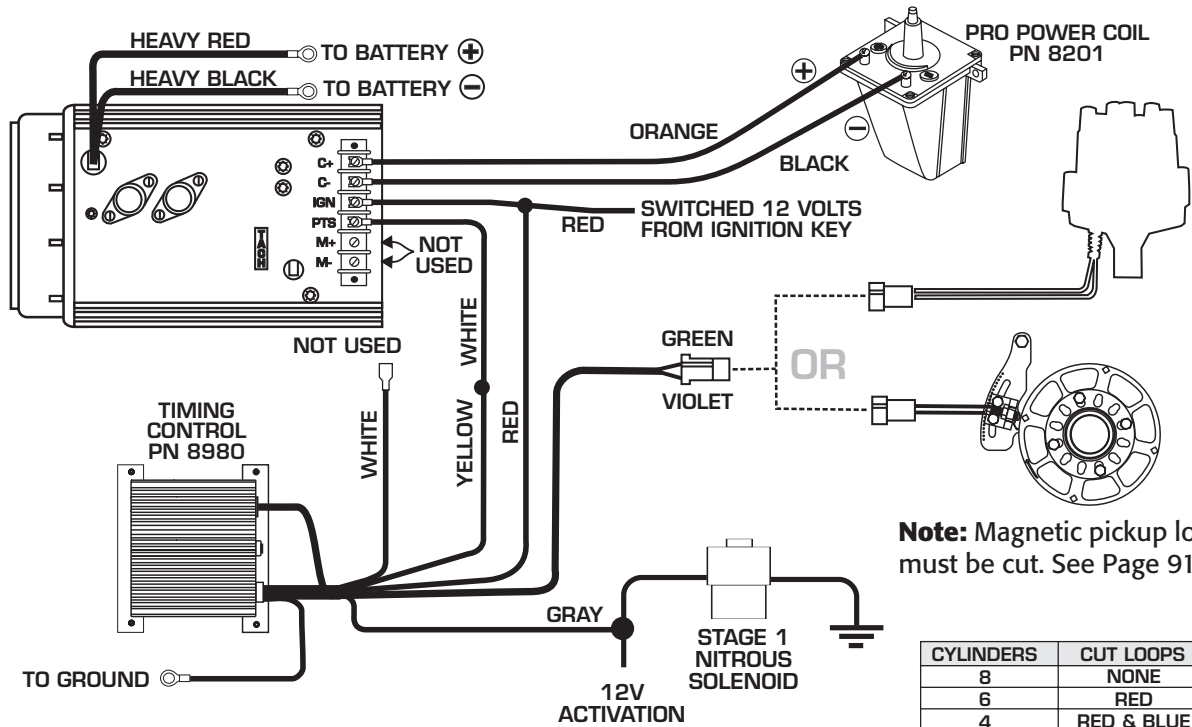 HEAVY RED
TO BATTERY +
HEAVY BLACK
TO BATTERY −
PRO POWER COIL
PN 8201
+
−
ORANGE
BLACK
C+
C-
IGN
PTS
M+
M-
TACH
NOT
USED
RED
SWITCHED 12 VOLTS
FROM IGNITION KEY
NOT USED
WHITE
YELLOW
WHITE
RED
GREEN
VIOLET
OR
TIMING
CONTROL
PN 8980
Note: Magnetic pickup lo
must be cut. See Page 91
GRAY
TO GROUND
12V
ACTIVATION
STAGE 1
NITROUS
SOLENOID
CYLINDERS CUT LOOPS
8 NONE
6 RED
4 RED & BLUE